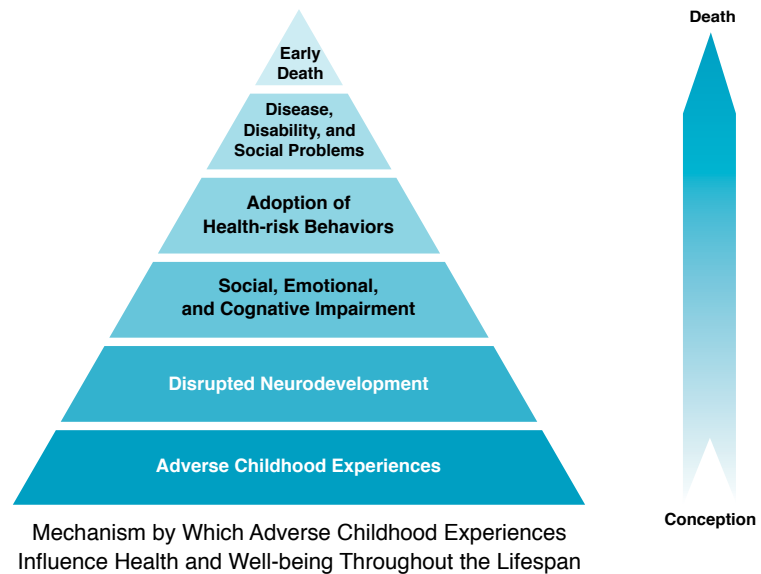 Death
Early
Death
Disease,
Disability, and
Social Problems
Adoption of
Health-risk Behaviors
Social, Emotional,
and Cognitive Impairment
Disrupted Neurodevelopment
Adverse Childhood Experiences
Conception
Mechanism by Which Adverse Childhood Experiences
Influence Health and Well-being Throughout the Lifespan